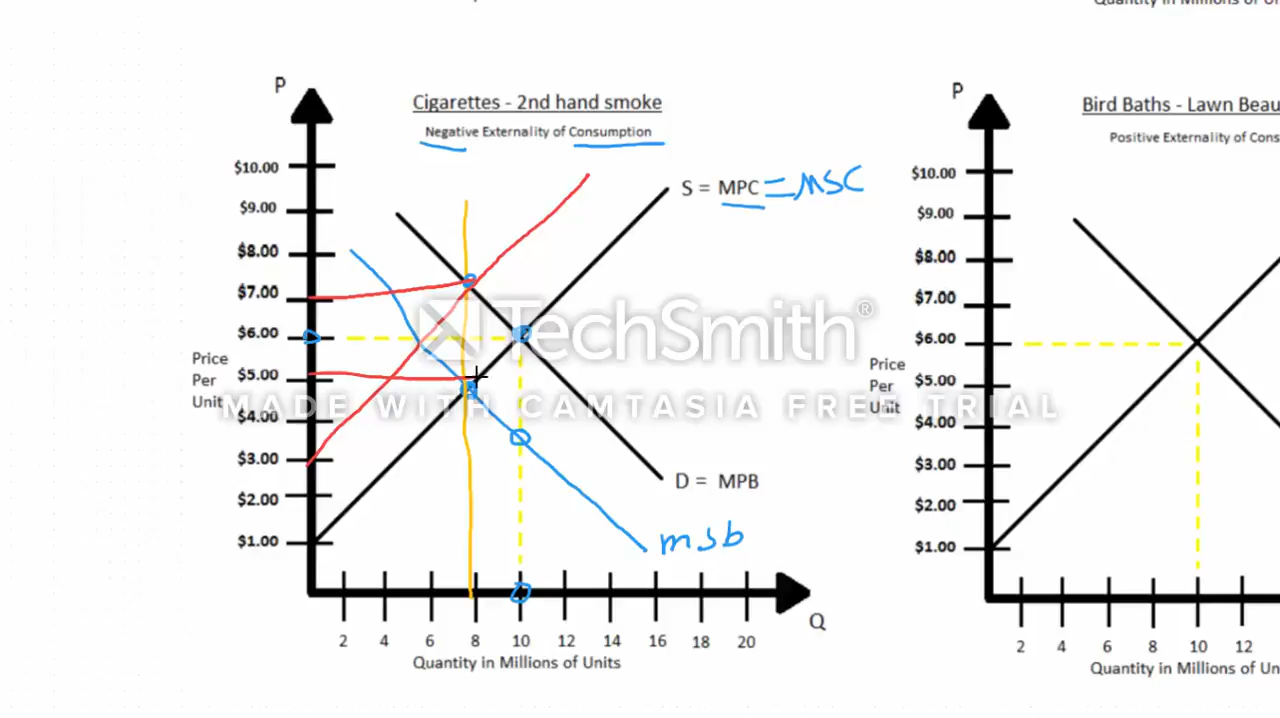 Quantity in Millions of Un
P
Cigarettes - 2nd hand smoke
Negative Externality of Consumption
$10.00
$9.00
$8.00
$7.00
$6.00
$5.00
$4.00
$3.00
$2.00
$1.00
Price
Per
Unit
S = MPC = MSC
D = MPB
msb
2 4 6 8 10 12 14 16 18 20
Q
Quantity in Millions of Units
P
Bird Baths - Lawn Beau
Positive Externality of Cons
$10.00
$9.00
$8.00
$7.00
$6.00
$5.00
$4.00
$3.00
$2.00
$1.00
Price
Per
Unit
2 4 6 8 10 12
Quantity in Millions of Un
TechSmith®
MADE WITH CAMTASIA FREE TRIAL